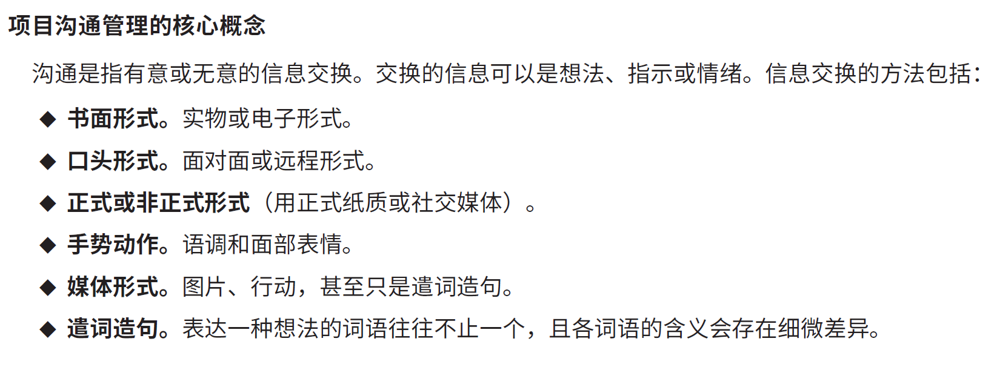 项目沟通管理的核心概念
沟通是指有意或无意的信息交换。交换的信息可以是想法、指示或情绪。信息交换的方法包括：
◆ 书面形式。实物或电子形式。
◆ 口头形式。面对面或远程形式。
◆ 正式或非正式形式（用正式纸质或社交媒体）。
◆ 手势动作。语调和面部表情。
◆ 媒体形式。图片、行动，甚至只是遣词造句。
◆ 遣词造句。表达一种想法的词语往往不止一个，且各词语的含义会存在细微差异。